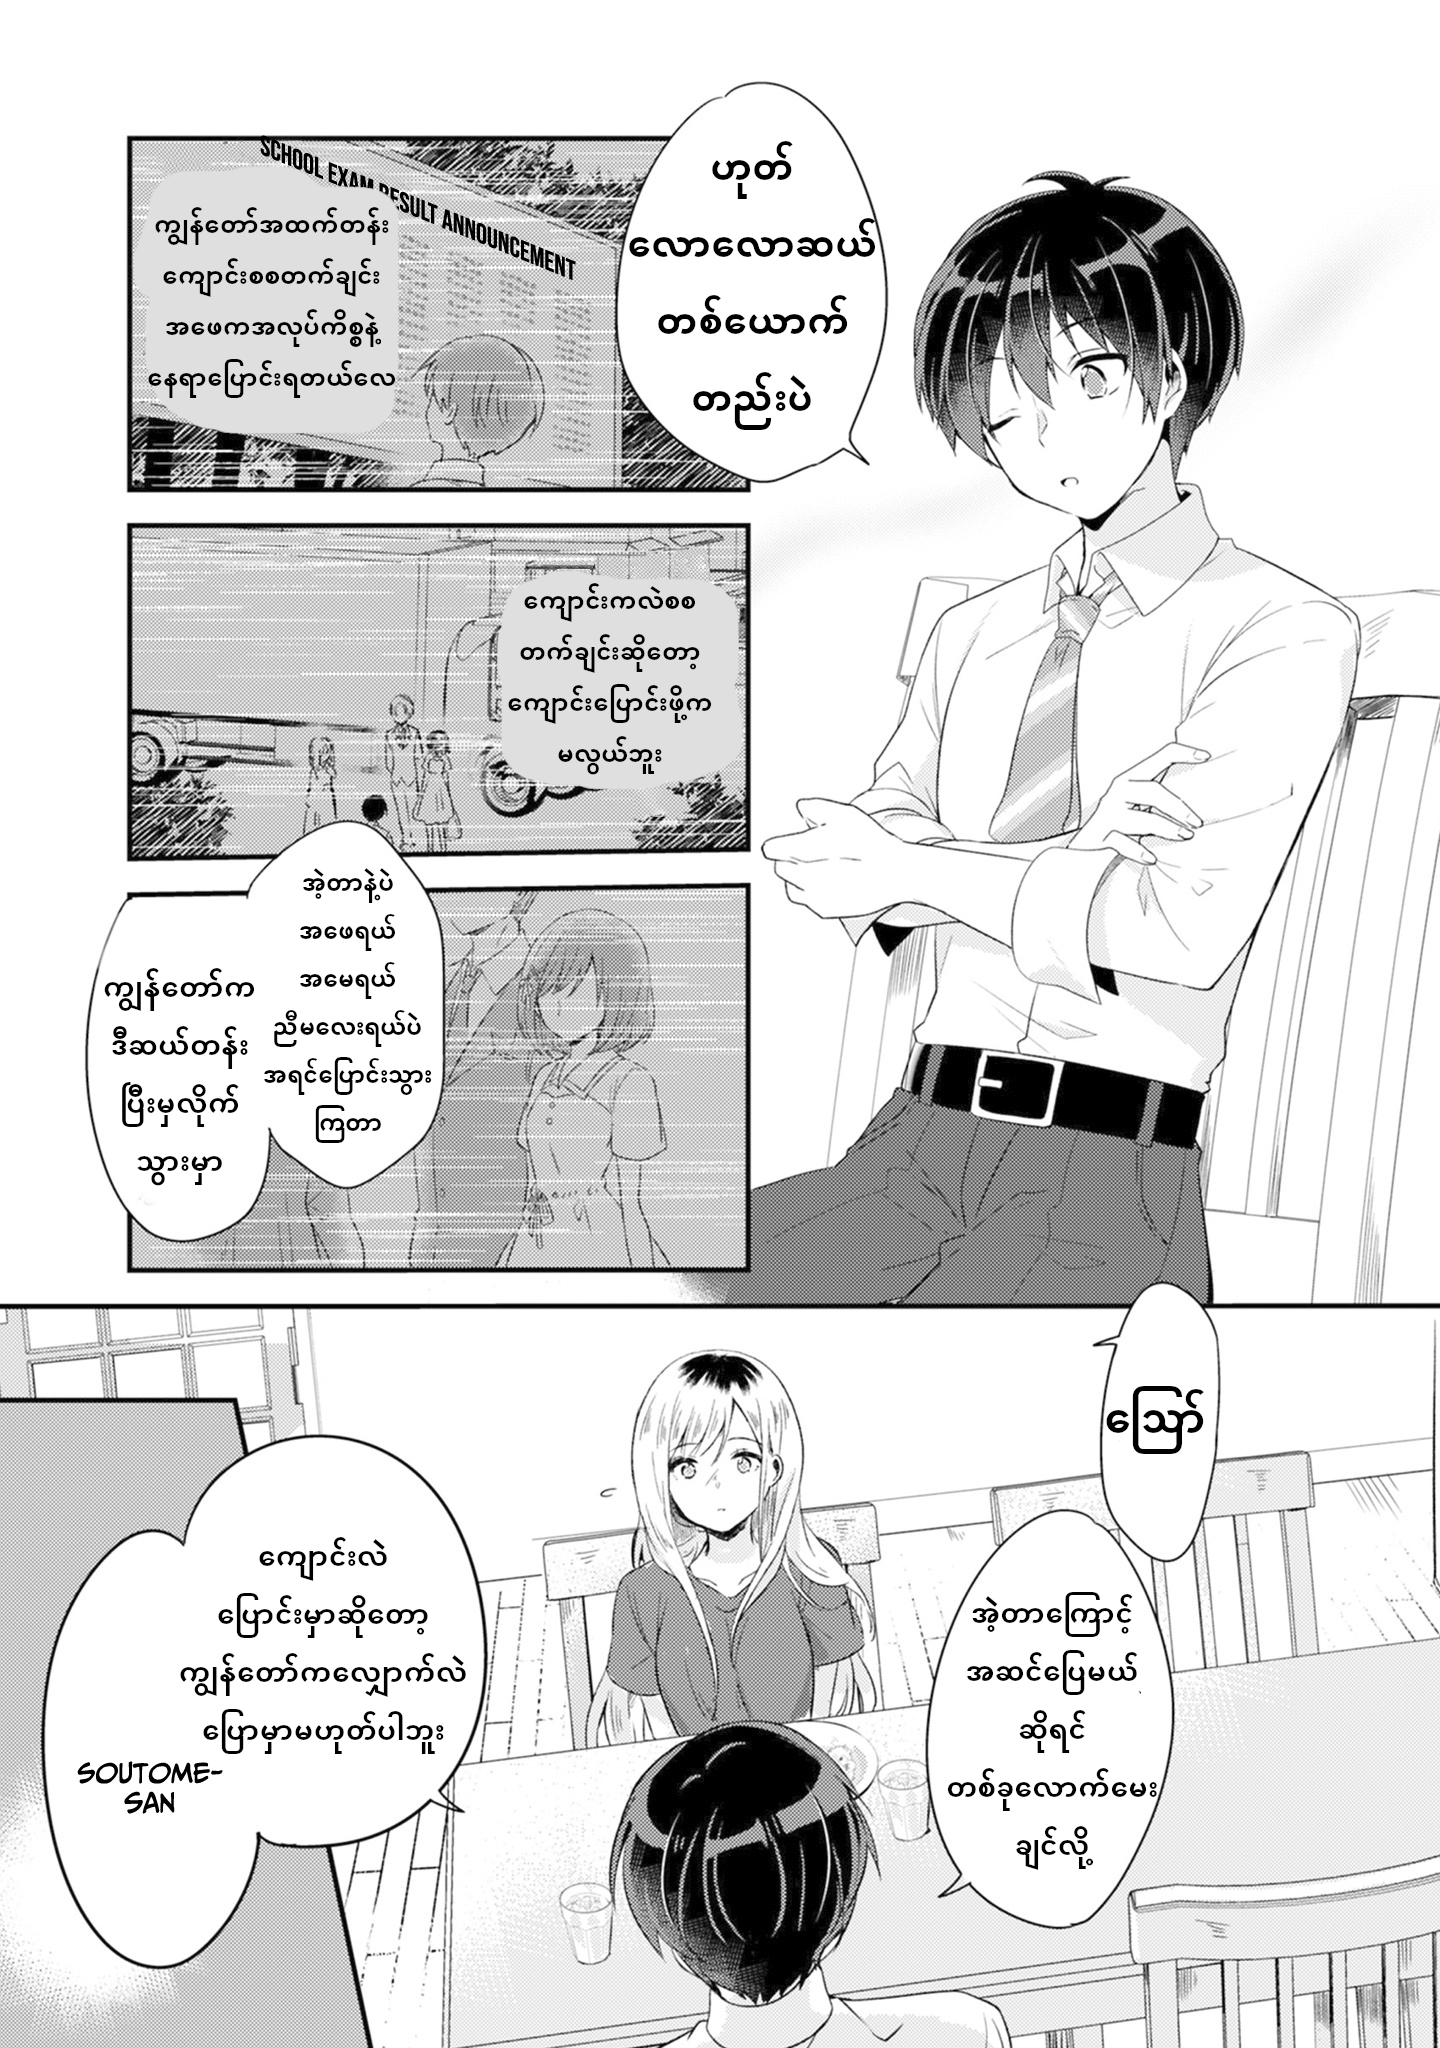 ဟုတ်
လောလောဆယ်
တစ်ယောက်
တည်းပဲ
SCHOOL EXAM RESULT ANNOUNCEMENT
ကျွန်တော်အထက်တန်း
ကျောင်းစစတက်ချင်း
အဖေကအလုပ်ကိစ္စနဲ့
နေရာပြောင်းရတယ်လေ
ကျောင်းကလဲစစ
တက်ချင်းဆိုတော့
ကျောင်းပြောင်းဖို့က
မလွယ်ဘူး
အဲ့တာနဲ့ပဲ
အဖေရယ်
အမေရယ်
ညီမလေးရယ်ပဲ
အရင်ပြောင်းသွား
ကြတာ
ကျွန်တော်က
ဒီဆယ်တန်း
ပြီးမှလိုက်
သွားမှာ
သြော်
အဲ့တာကြောင့်
အဆင်ပြေမယ်
ဆိုရင်
တစ်ခုလောက်မေး
ချင်လို့
ကျောင်းလဲ
ပြောင်းမှာဆိုတော့
ကျွန်တော်ကလျှောက်လဲ
ပြောမှာမဟုတ်ပါဘူး
SOUTOME-
SAN